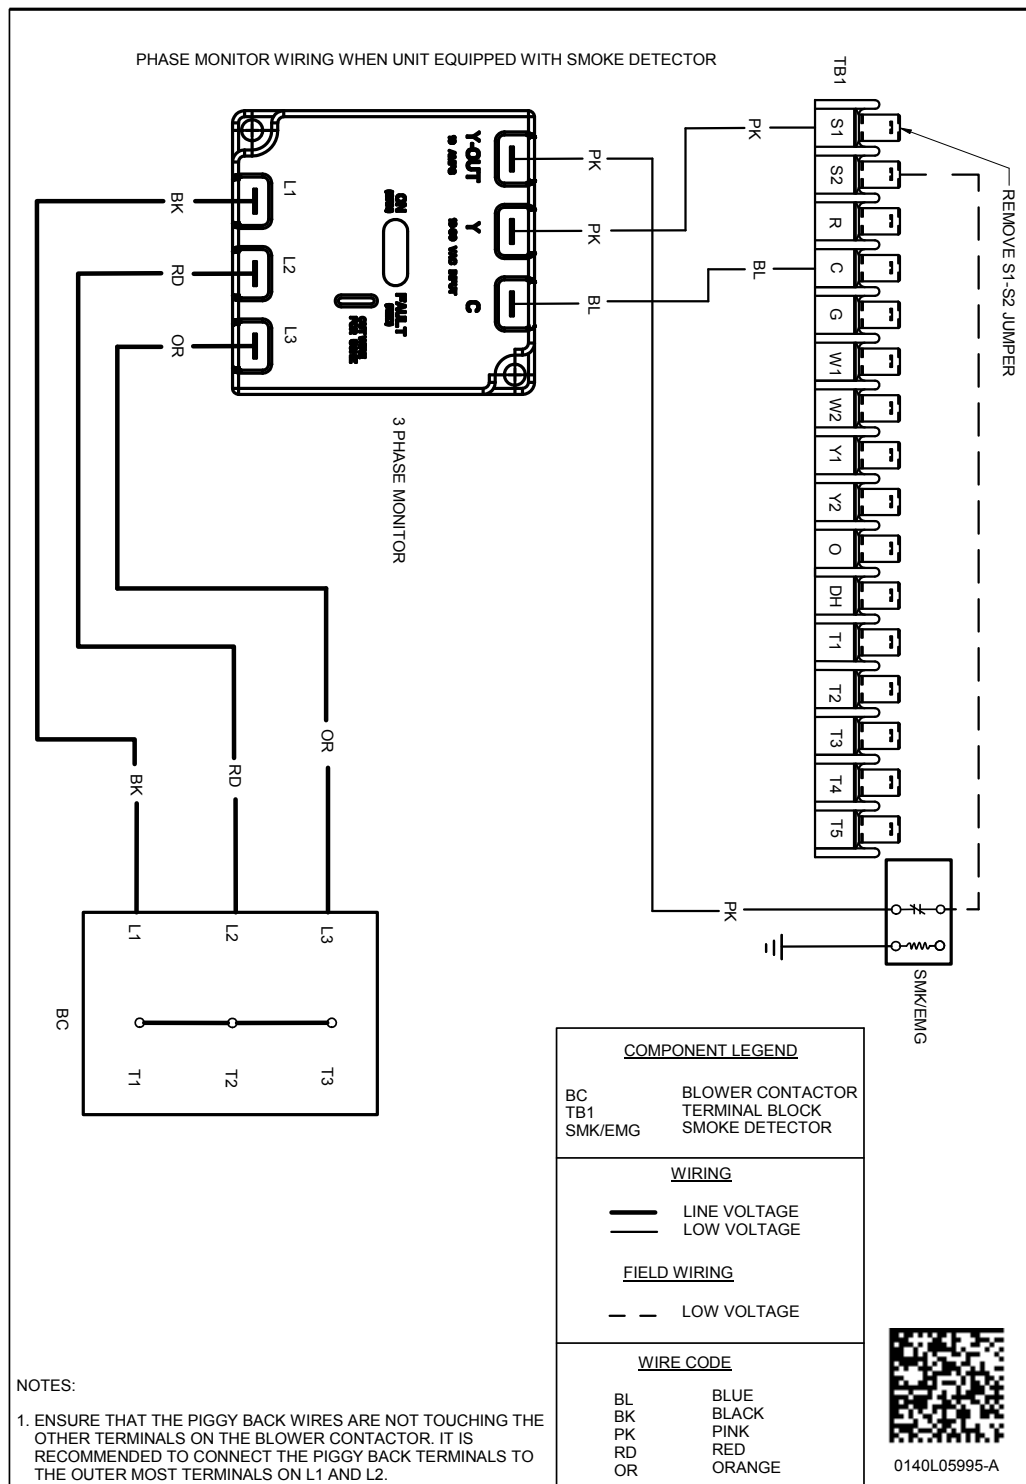 PHASE MONITOR WIRING WHEN UNIT EQUIPPED WITH SMOKE DETECTOR
TB1
S1
S2
R
C
G
W1
W2
Y1
Y2
O
DH
T1
T2
T3
T4
T5
REMOVE S1-S2 JUMPER
PK
PK
PK
BL
BL
Y-OUT
10 AMPS
Y
C
ON
FAULT
L1
L2
L3
BK
RD
OR
3 PHASE MONITOR
OR
RD
BK
PK
L1
L2
L3
BC
T1
T2
T3
SMK/EMG
COMPONENT LEGEND
BC BLOWER CONTACTOR
TB1 TERMINAL BLOCK
SMK/EMG SMOKE DETECTOR
WIRING
LINE VOLTAGE
LOW VOLTAGE
FIELD WIRING
LOW VOLTAGE
WIRE CODE
BL BLUE
BK BLACK
PK PINK
RD RED
OR ORANGE
NOTES:
1. ENSURE THAT THE PIGGY BACK WIRES ARE NOT TOUCHING THE
OTHER TERMINALS ON THE BLOWER CONTACTOR. IT IS
RECOMMENDED TO CONNECT THE PIGGY BACK TERMINALS TO
THE OUTER MOST TERMINALS ON L1 AND L2.
0140L05995-A